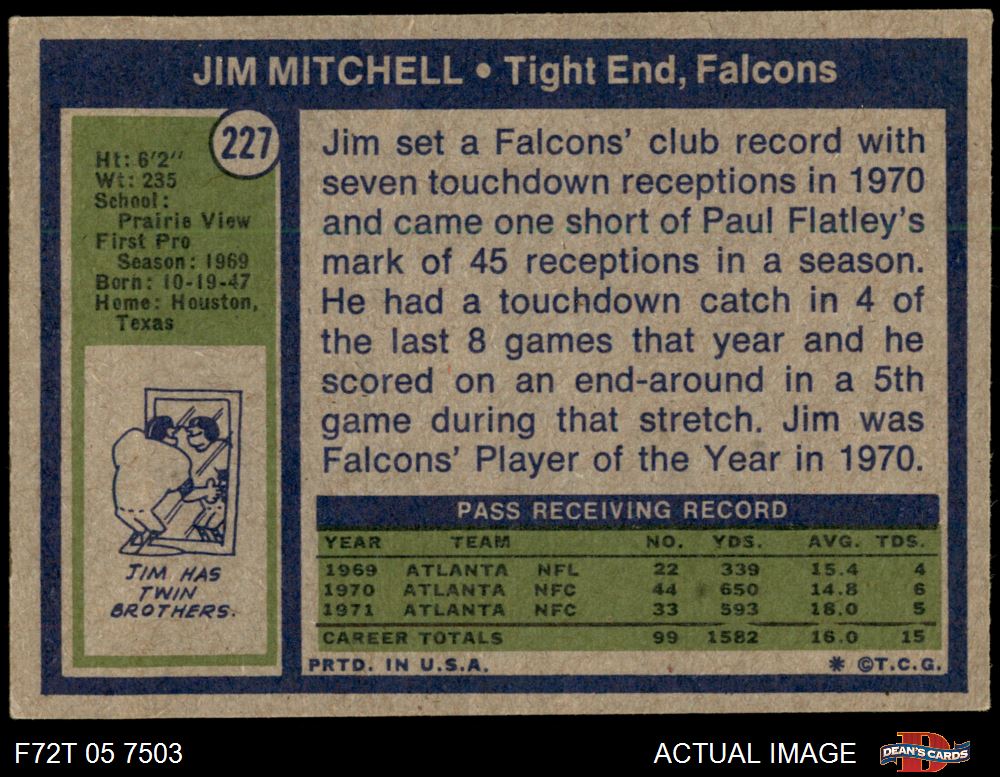 JIM MITCHELL • Tight End, Falcons
227
Ht: 6'2"
Wt: 235
School:
Prairie View
First Pro
Season: 1969
Born: 10-19-47
Home: Houston,
Texas
JIM HAS
TWIN
BROTHERS.
Jim set a Falcons' club record with
seven touchdown receptions in 1970
and came one short of Paul Flatley's
mark of 45 receptions in a season.
He had a touchdown catch in 4 of
the last 8 games that year and he
scored on an end-around in a 5th
game during that stretch. Jim was
Falcons' Player of the Year in 1970.
PASS RECEIVING RECORD
YEAR TEAM NO. YDS. AVG. TDS.
1969 ATLANTA NFL 22 339 15.4 4
1970 ATLANTA NFC 44 650 14.8 6
1971 ATLANTA NFC 33 593 18.0 5
CAREER TOTALS 99 1582 16.0 15
PRTD. IN U.S.A. * ©T.C.G.
F72T 05 7503
ACTUAL IMAGE
D
DEAN'S CARDS